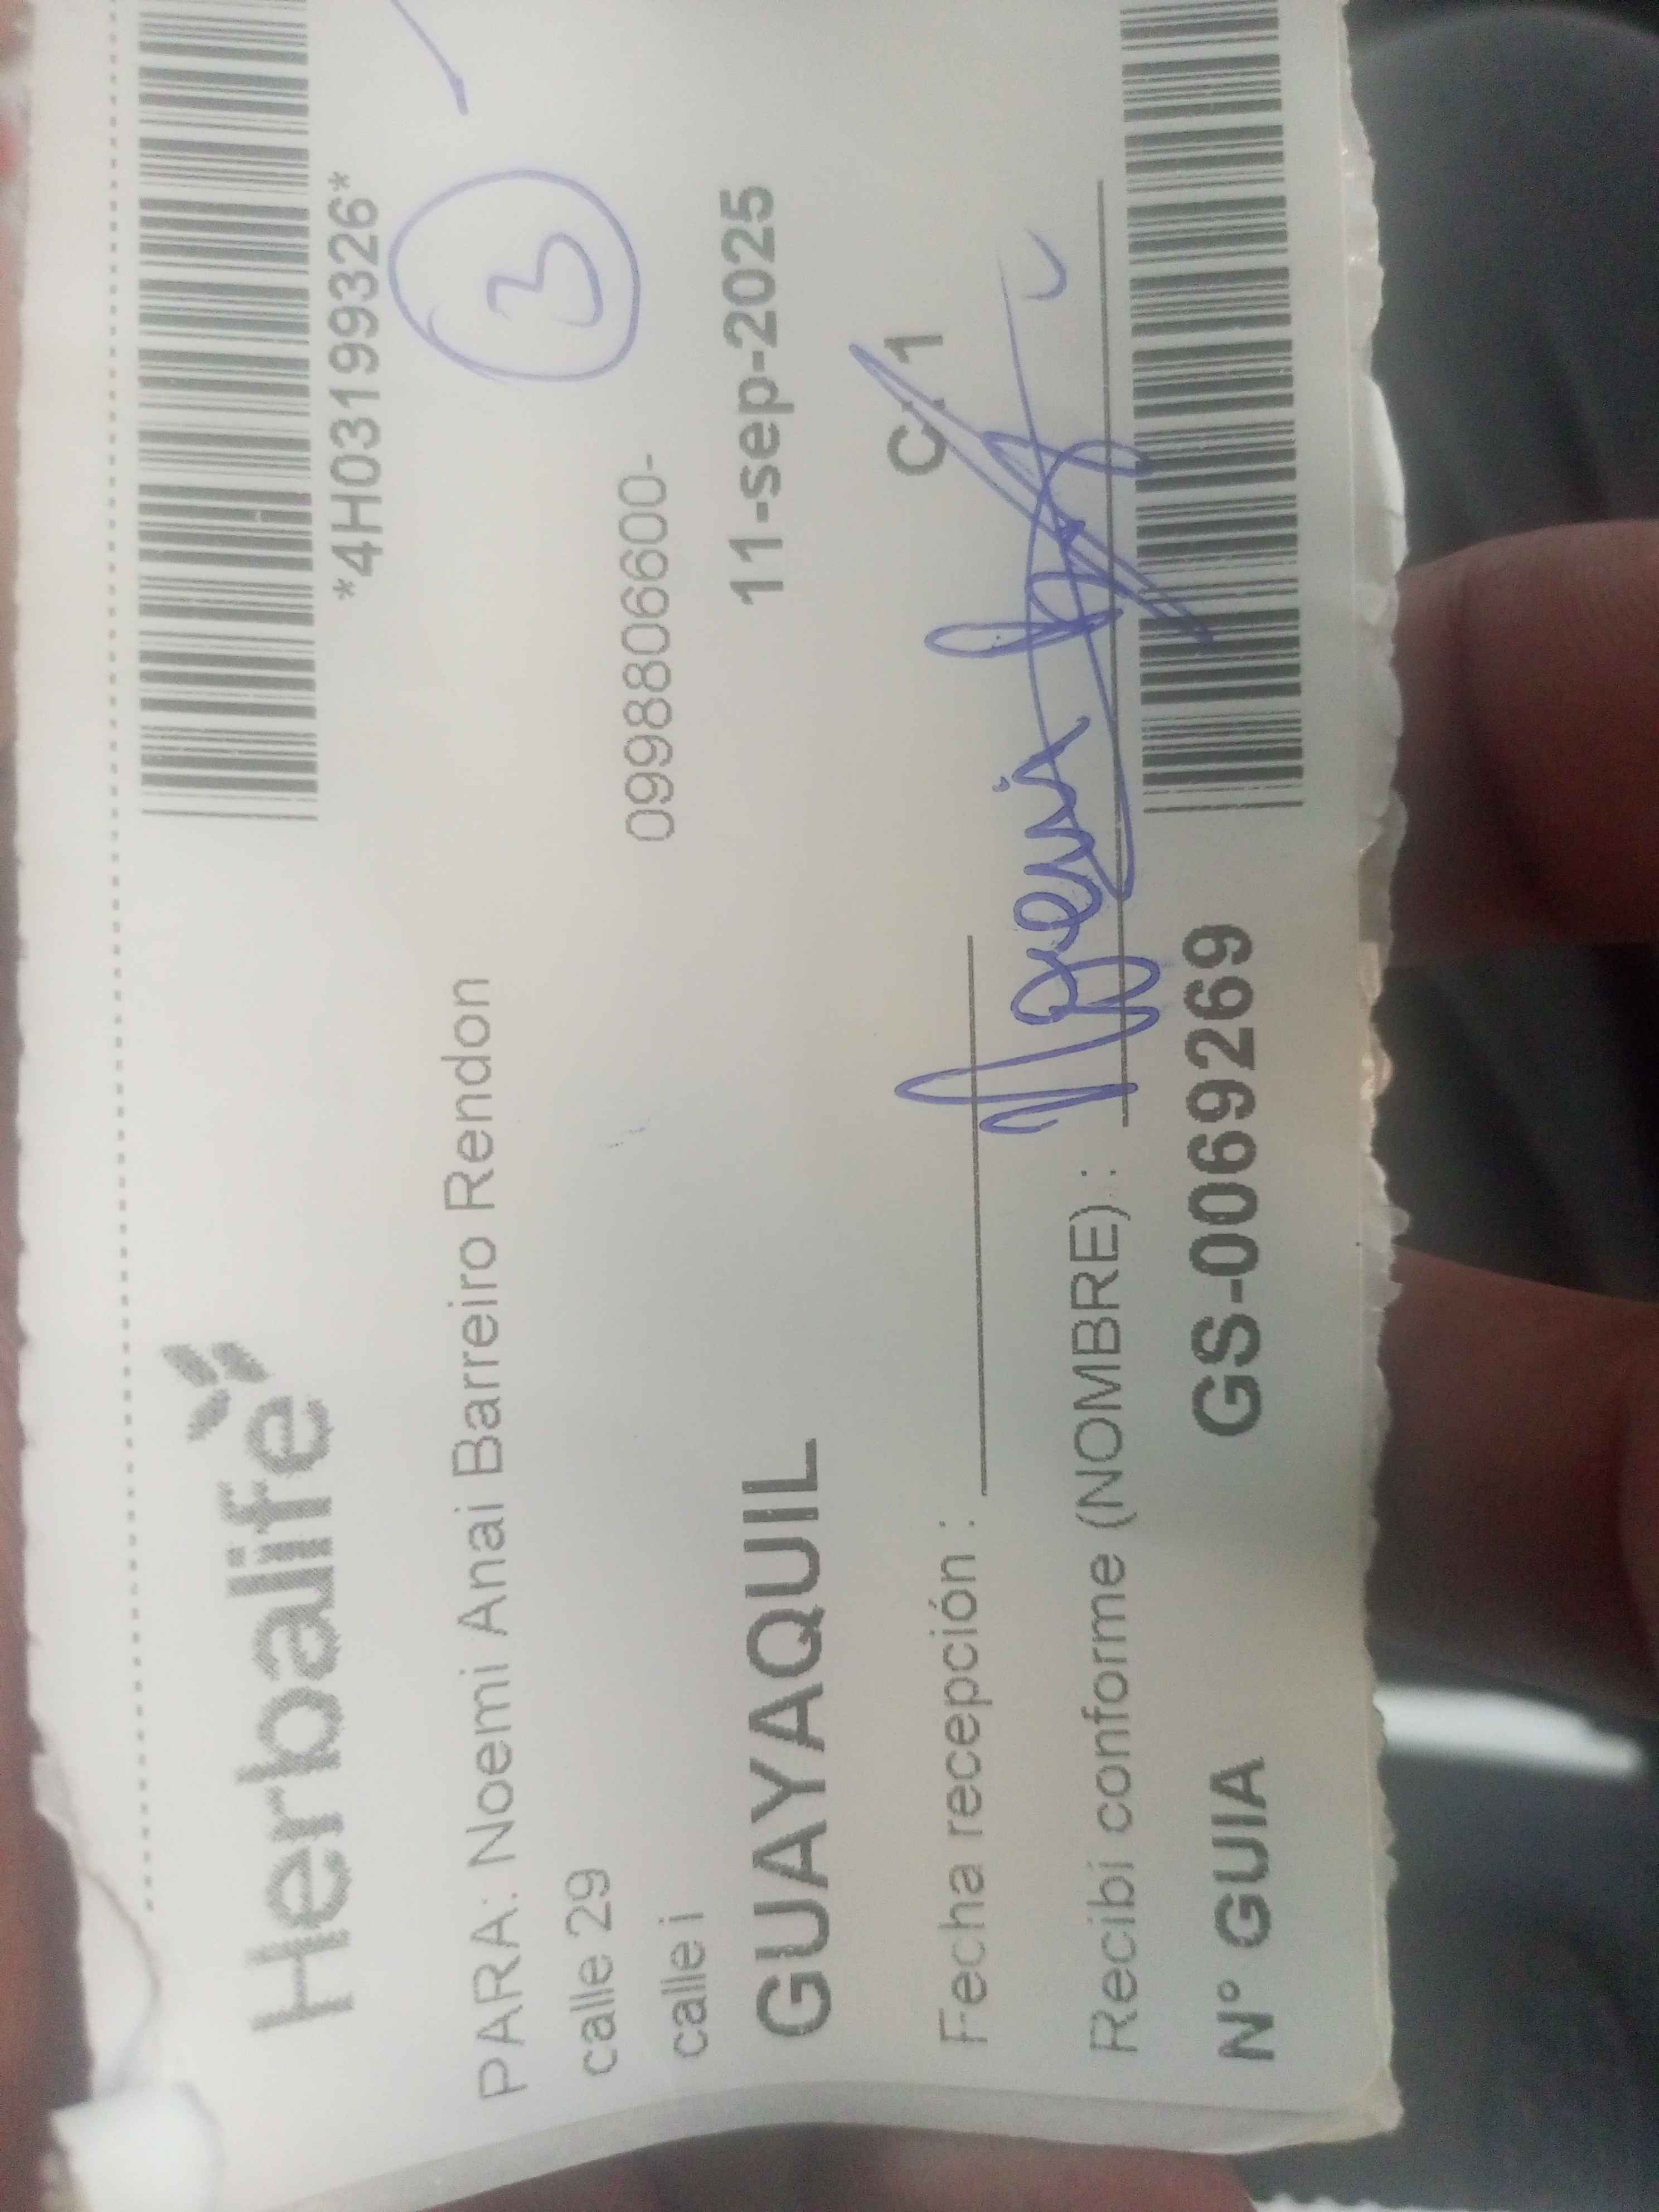 Herbalife
*4H03199326*
PARA: Noemi Anai Barreiro Rendon
3
calle 29
0998806600-
calle i
GUAYAQUIL
11-sep-2025
C: 1
Fecha recepción :
Recibi conforme (NOMBRE) :
N° GUIA GS-0069269